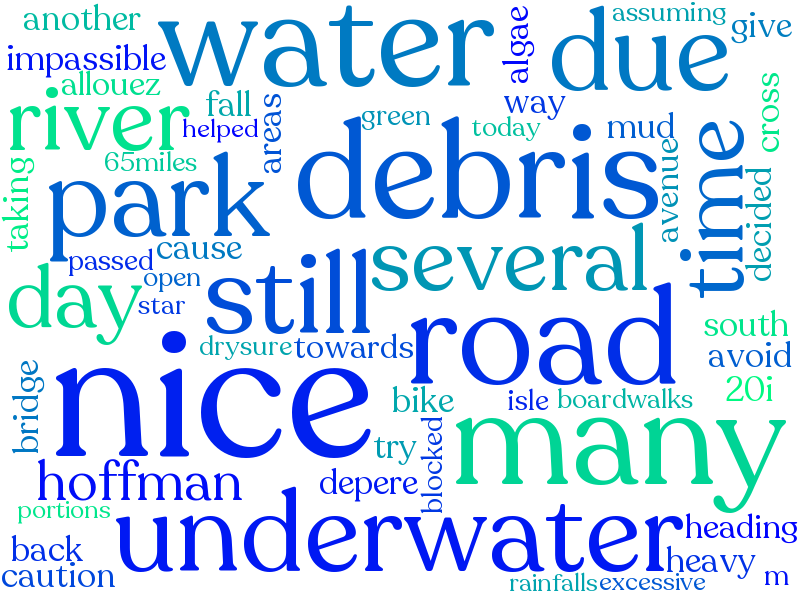 another
water
algae
due
assuming
give
impassible
allouez
river
fall
helped
areas
green
way
today
mud
cross
65miles
taking
park
debris
avenue
time
decided
passed
cause
open
star
several
day
still
road
south
drysure
towards
avoid
nice
bridge
bike
isle
boardwalks
20i
many
try
blocked
hoffman
depere
portions
underwater
heading
back
heavy
caution
rainfalls
excessive
m